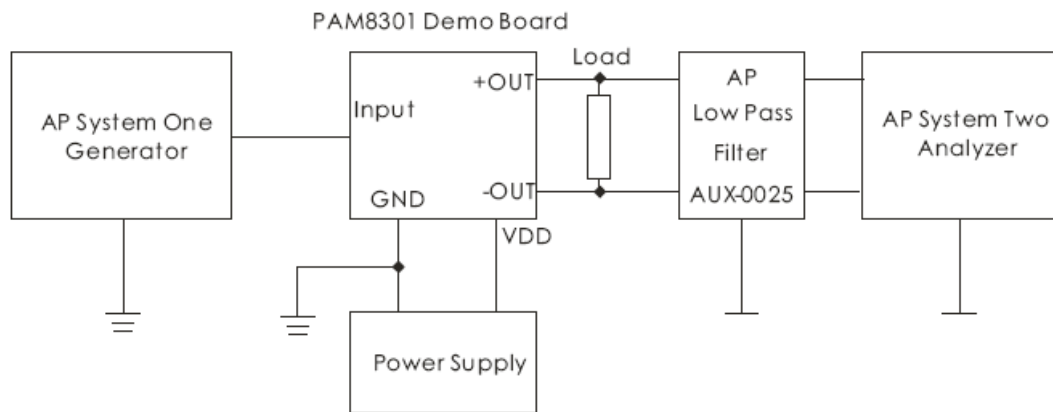 PAM8301 Demo Board
AP System One
Generator
Input
GND
+OUT
-OUT
VDD
Load
AP
Low Pass
Filter
AUX-0025
AP System Two
Analyzer
Power Supply